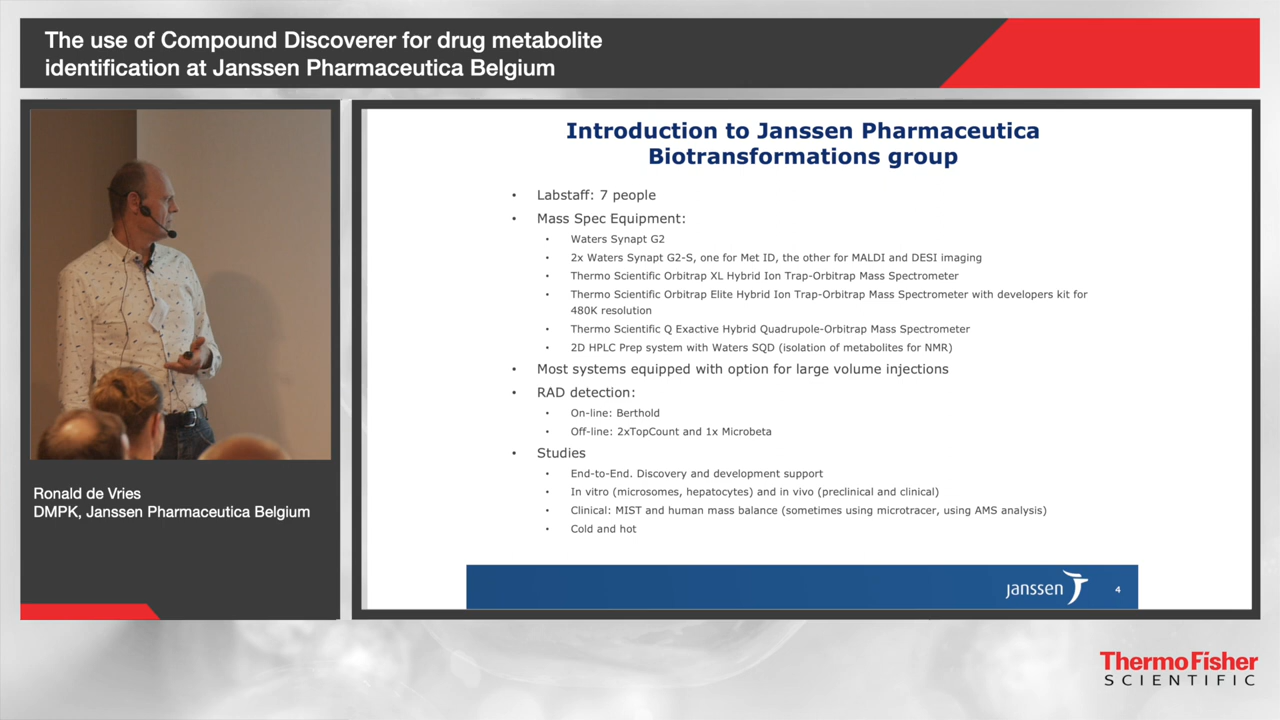 The use of Compound Discoverer for drug metabolite
identification at Janssen Pharmaceutica Belgium
Ronald de Vries
DMPK, Janssen Pharmaceutica Belgium
Introduction to Janssen Pharmaceutica
Biotransformations group
• Labstaff: 7 people
• Mass Spec Equipment:
• Waters Synapt G2
• 2x Waters Synapt G2-S, one for Met ID, the other for MALDI and DESI imaging
• Thermo Scientific Orbitrap XL Hybrid Ion Trap-Orbitrap Mass Spectrometer
• Thermo Scientific Orbitrap Elite Hybrid Ion Trap-Orbitrap Mass Spectrometer with developers kit for
480K resolution
• Thermo Scientific Q Exactive Hybrid Quadrupole-Orbitrap Mass Spectrometer
• 2D HPLC Prep system with Waters SQD (isolation of metabolites for NMR)
• Most systems equipped with option for large volume injections
• RAD detection:
• On-line: Berthold
• Off-line: 2xTopCount and 1x Microbeta
• Studies
• End-to-End. Discovery and development support
• In vitro (microsomes, hepatocytes) and in vivo (preclinical and clinical)
• Clinical: MIST and human mass balance (sometimes using microtracer, using AMS analysis)
• Cold and hot
janssen
4
ThermoFisher
SCIENTIFIC